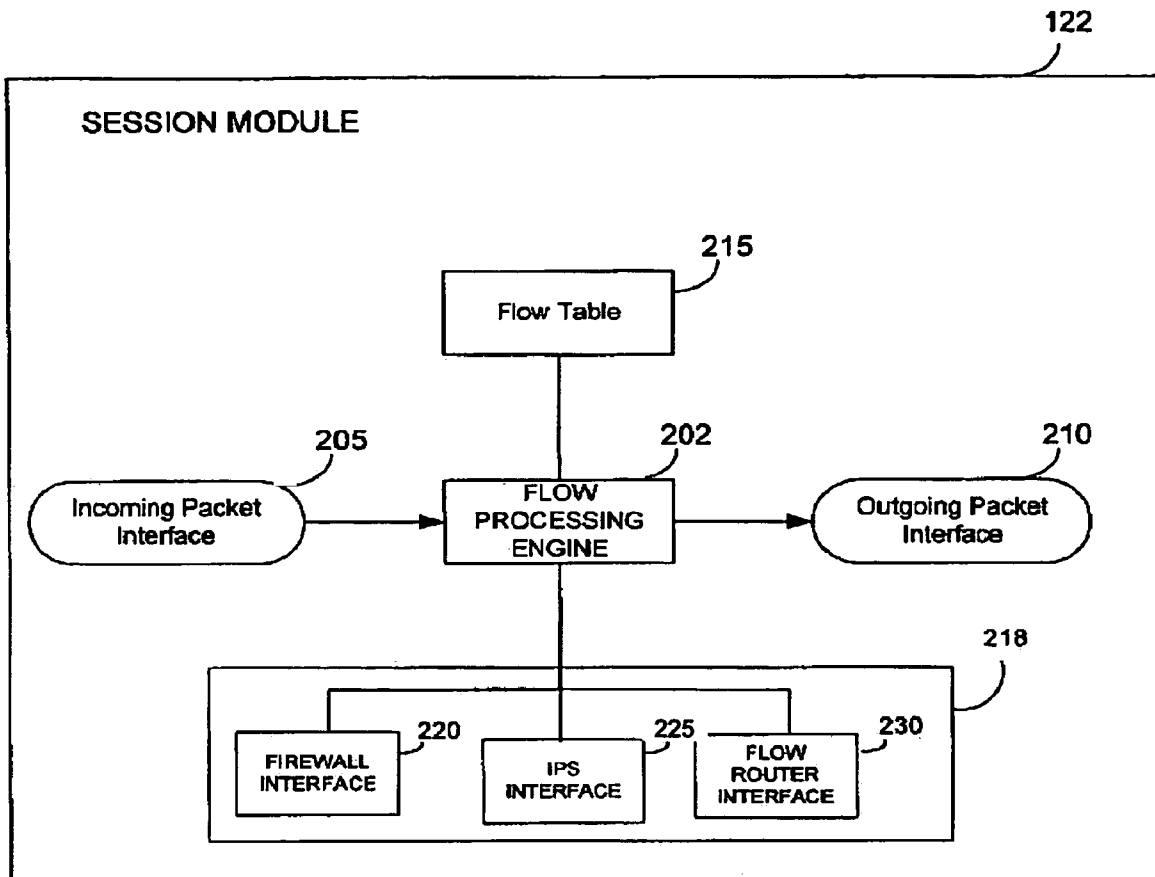 122
SESSION MODULE
215
Flow Table
205
202
210
Incoming Packet
Interface
FLOW
PROCESSING
ENGINE
Outgoing Packet
Interface
218
220
225
230
FIREWALL
INTERFACE
IPS
INTERFACE
FLOW
ROUTER
INTERFACE